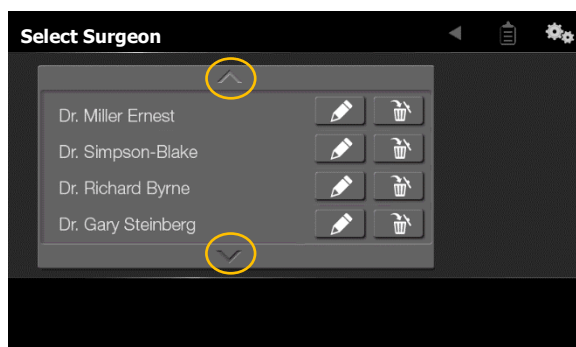 Select Surgeon
Dr. Miller Ernest
Dr. Simpson-Blake
Dr. Richard Byrne
Dr. Gary Steinberg